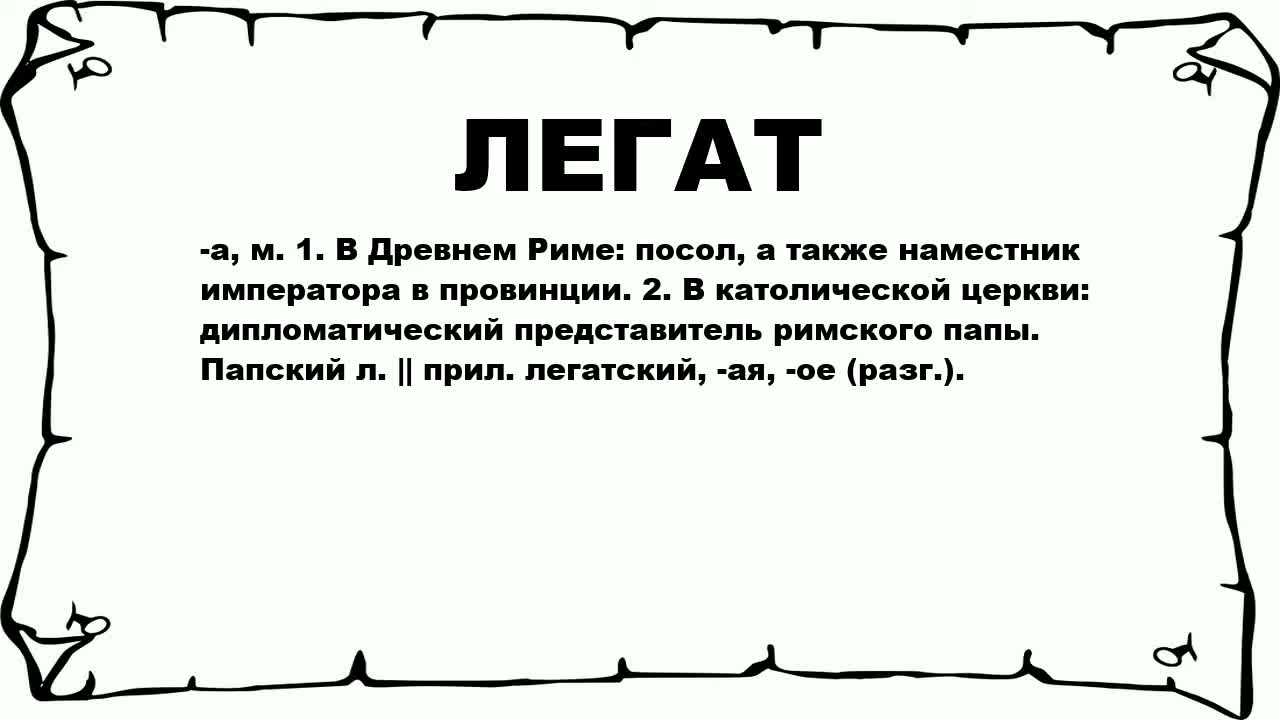 ЛЕГАТ
-а, м. 1. В Древнем Риме: посол, а также наместник
императора в провинции. 2. В католической церкви:
дипломатический представитель римского папы.
Папский л. || прил. легатский, -ая, -ое (разг.).